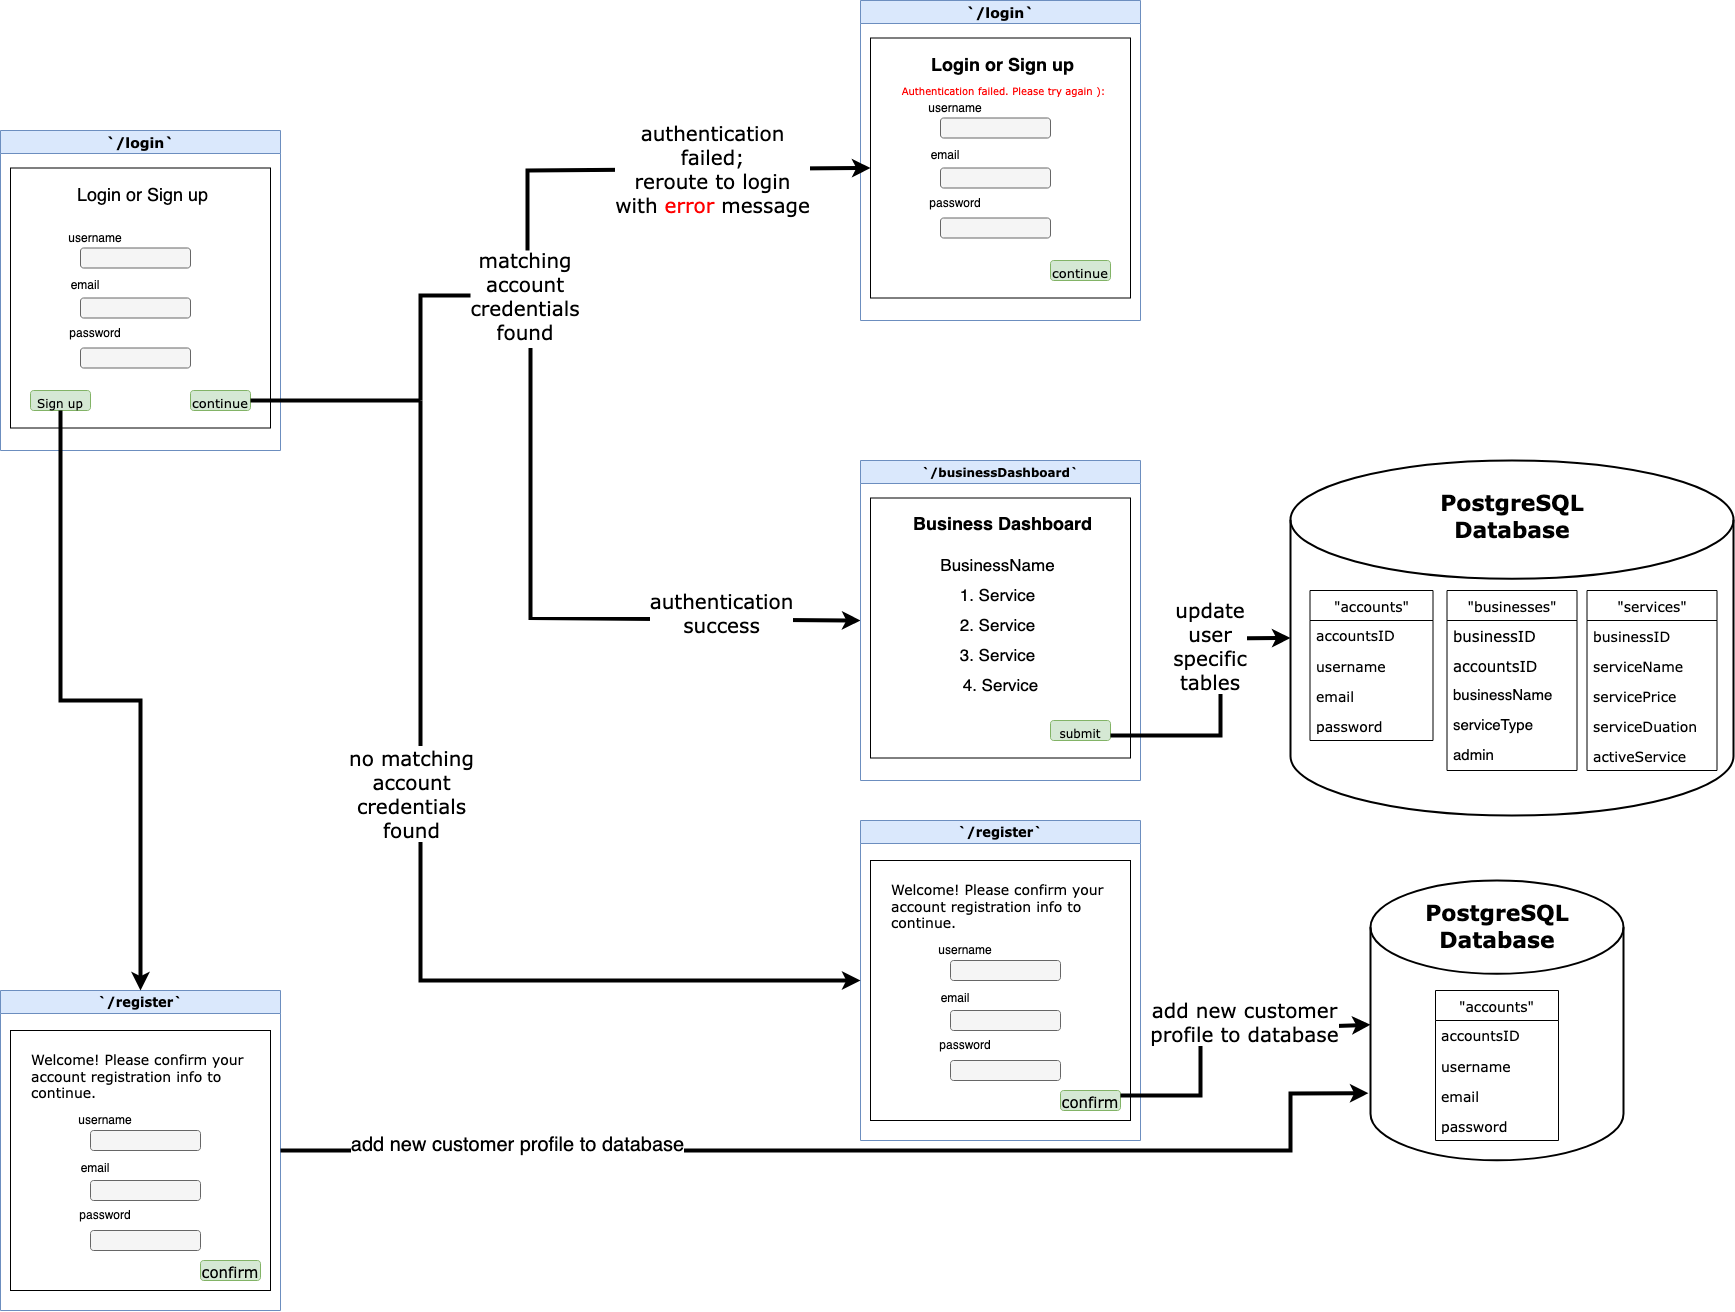 `/login`
Login or Sign up
username
email
password
Sign up
continue
matching
account
credentials
found
authentication
failed;
reroute to login
with error message
`/login`
Login or Sign up
Authentication failed. Please try again ):
username
email
password
continue
authentication
success
`/businessDashboard`
Business Dashboard
BusinessName
1. Service
2. Service
3. Service
4. Service
submit
update
user
specific
tables
PostgreSQL
Database
"accounts"
accountsID
username
email
password
"businesses"
businessID
accountsID
businessName
serviceType
admin
"services"
businessID
serviceName
servicePrice
serviceDuation
activeService
no matching
account
credentials
found
`/register`
Welcome! Please confirm your
account registration info to
continue.
username
email
password
confirm
add new customer
profile to database
PostgreSQL
Database
"accounts"
accountsID
username
email
password
`/register`
Welcome! Please confirm your
account registration info to
continue.
username
email
password
confirm
add new customer profile to database